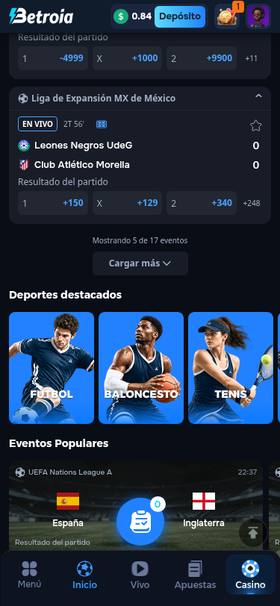 Betroia
$ 0.84 Depósito
1
Resultado del partido
1 -4999 X +1000 2 +9900 +11
Liga de Expansión MX de México
EN VIVO 2T 56'
Leones Negros UdeG 0
Club Atlético Morella 0
Resultado del partido
1 +150 X +129 2 +340 +248
Mostrando 5 de 17 eventos
Cargar más
Deportes destacados
FÚTBOL BALONCESTO TENIS
Eventos Populares
UEFA Nations League A 22:37
0
España Inglaterra
Resultado del partido
Menú Inicio Vivo Apuestas Casino